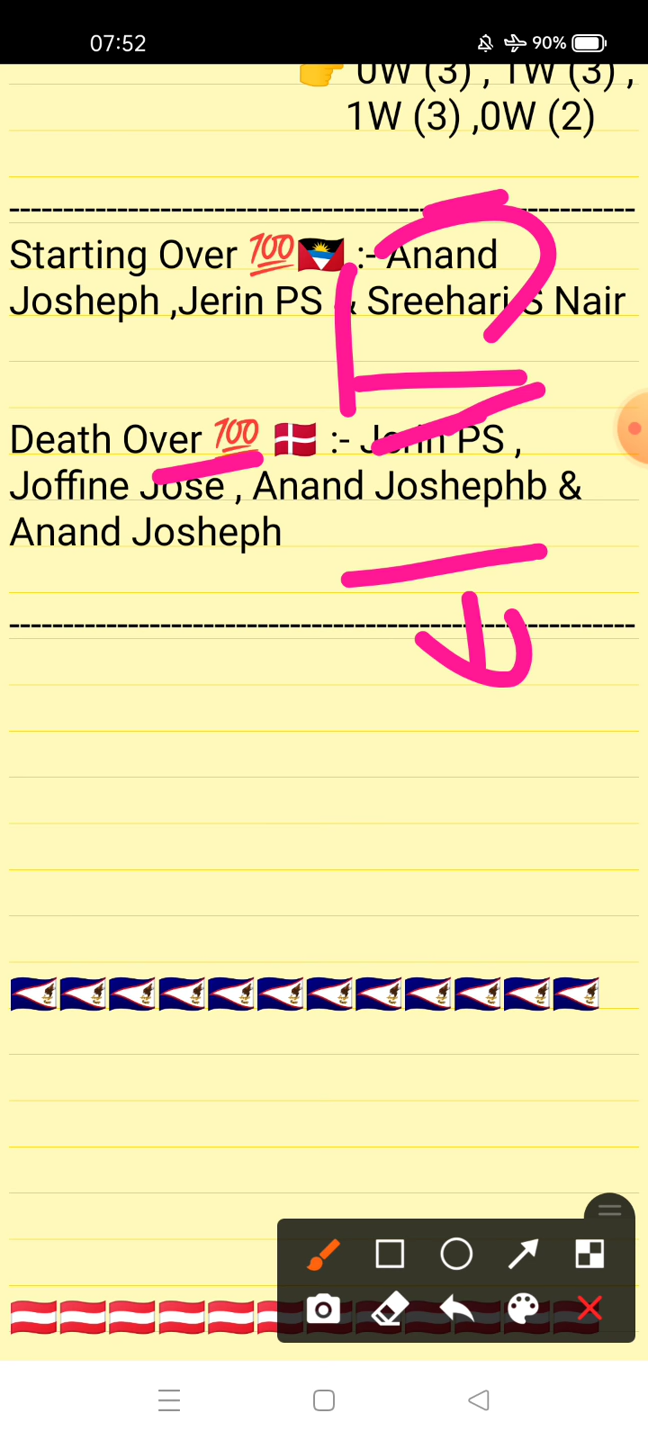 07:52
90%
👉 0W (3) , 1W (3) ,
1W (3) ,0W (2)
------------------------------------------------------------
Starting Over 💯🇦🇬 :- Anand
Josheph ,Jerin PS & Sreehari S Nair
Death Over 💯 🇩🇰 :- Jerin PS ,
Joffine Jose , Anand Joshephb &
Anand Josheph
------------------------------------------------------------